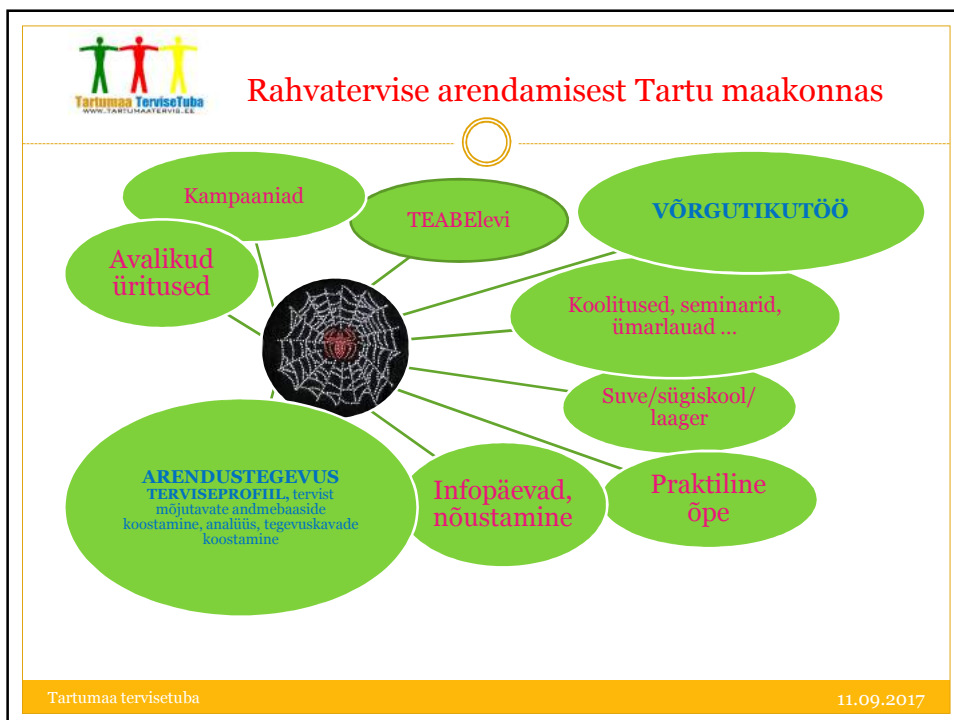 Tartumaa TerviseTuba
WWW.TARTUMAATERVIS.EE
Rahvatervise arendamisest Tartu maakonnas
Kampaaniad
TEABElevi
VÕRGUTIKUTÖÖ
Avalikud
üritused
Koolitused, seminarid,
ümarlauad ...
Suve/sügiskool/
laager
ARENDUSTEGEVUS
TERVISEPROFIIL, tervist
mõjutavate andmebaaside
koostamine, analüüs, tegevuskavade
koostamine
Infopäevad,
nõustamine
Praktiline
õpe
Tartumaa tervisetuba
11.09.2017